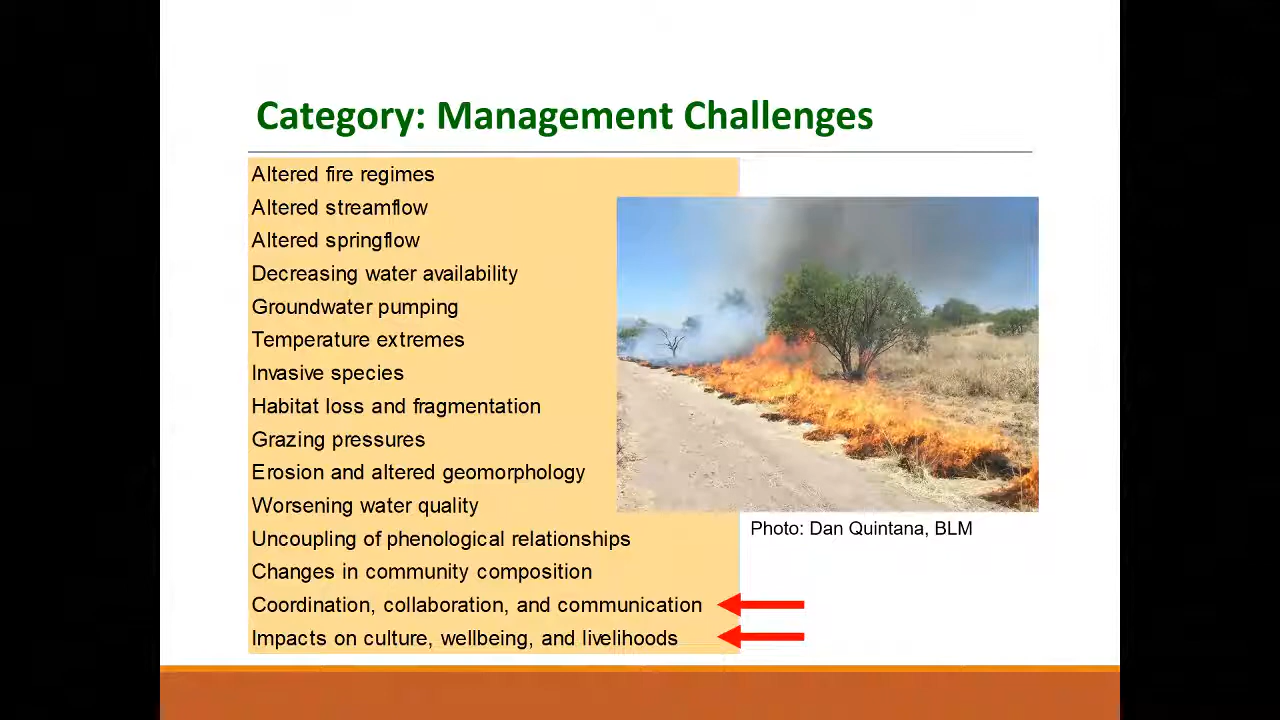 Category: Management Challenges
Altered fire regimes
Altered streamflow
Altered springflow
Decreasing water availability
Groundwater pumping
Temperature extremes
Invasive species
Habitat loss and fragmentation
Grazing pressures
Erosion and altered geomorphology
Worsening water quality
Uncoupling of phenological relationships
Changes in community composition
Coordination, collaboration, and communication
Impacts on culture, wellbeing, and livelihoods
Photo: Dan Quintana, BLM